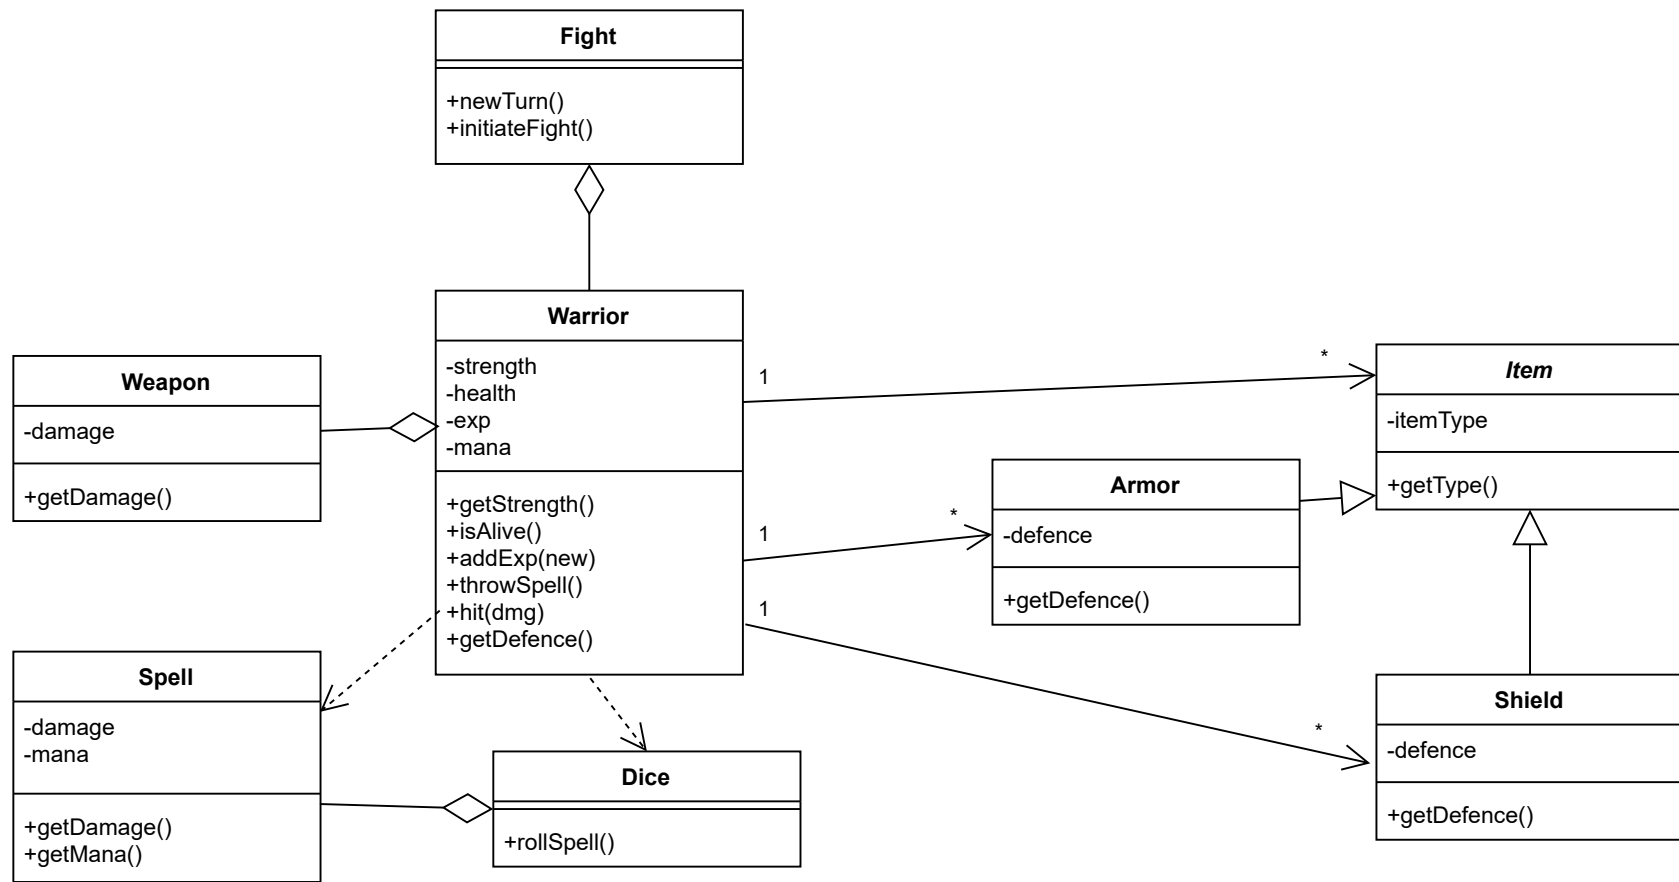 Fight
+newTurn()
+initiateFight()
Warrior
-strength
-health
-exp
-mana
+getStrength()
+isAlive()
+addExp(new)
+throwSpell()
+hit(dmg)
+getDefence()
Weapon
-damage
+getDamage()
Spell
-damage
-mana
+getDamage()
+getMana()
Dice
+rollSpell()
1
*
1
*
1
*
Item
-itemType
+getType()
Armor
-defence
+getDefence()
Shield
-defence
+getDefence()